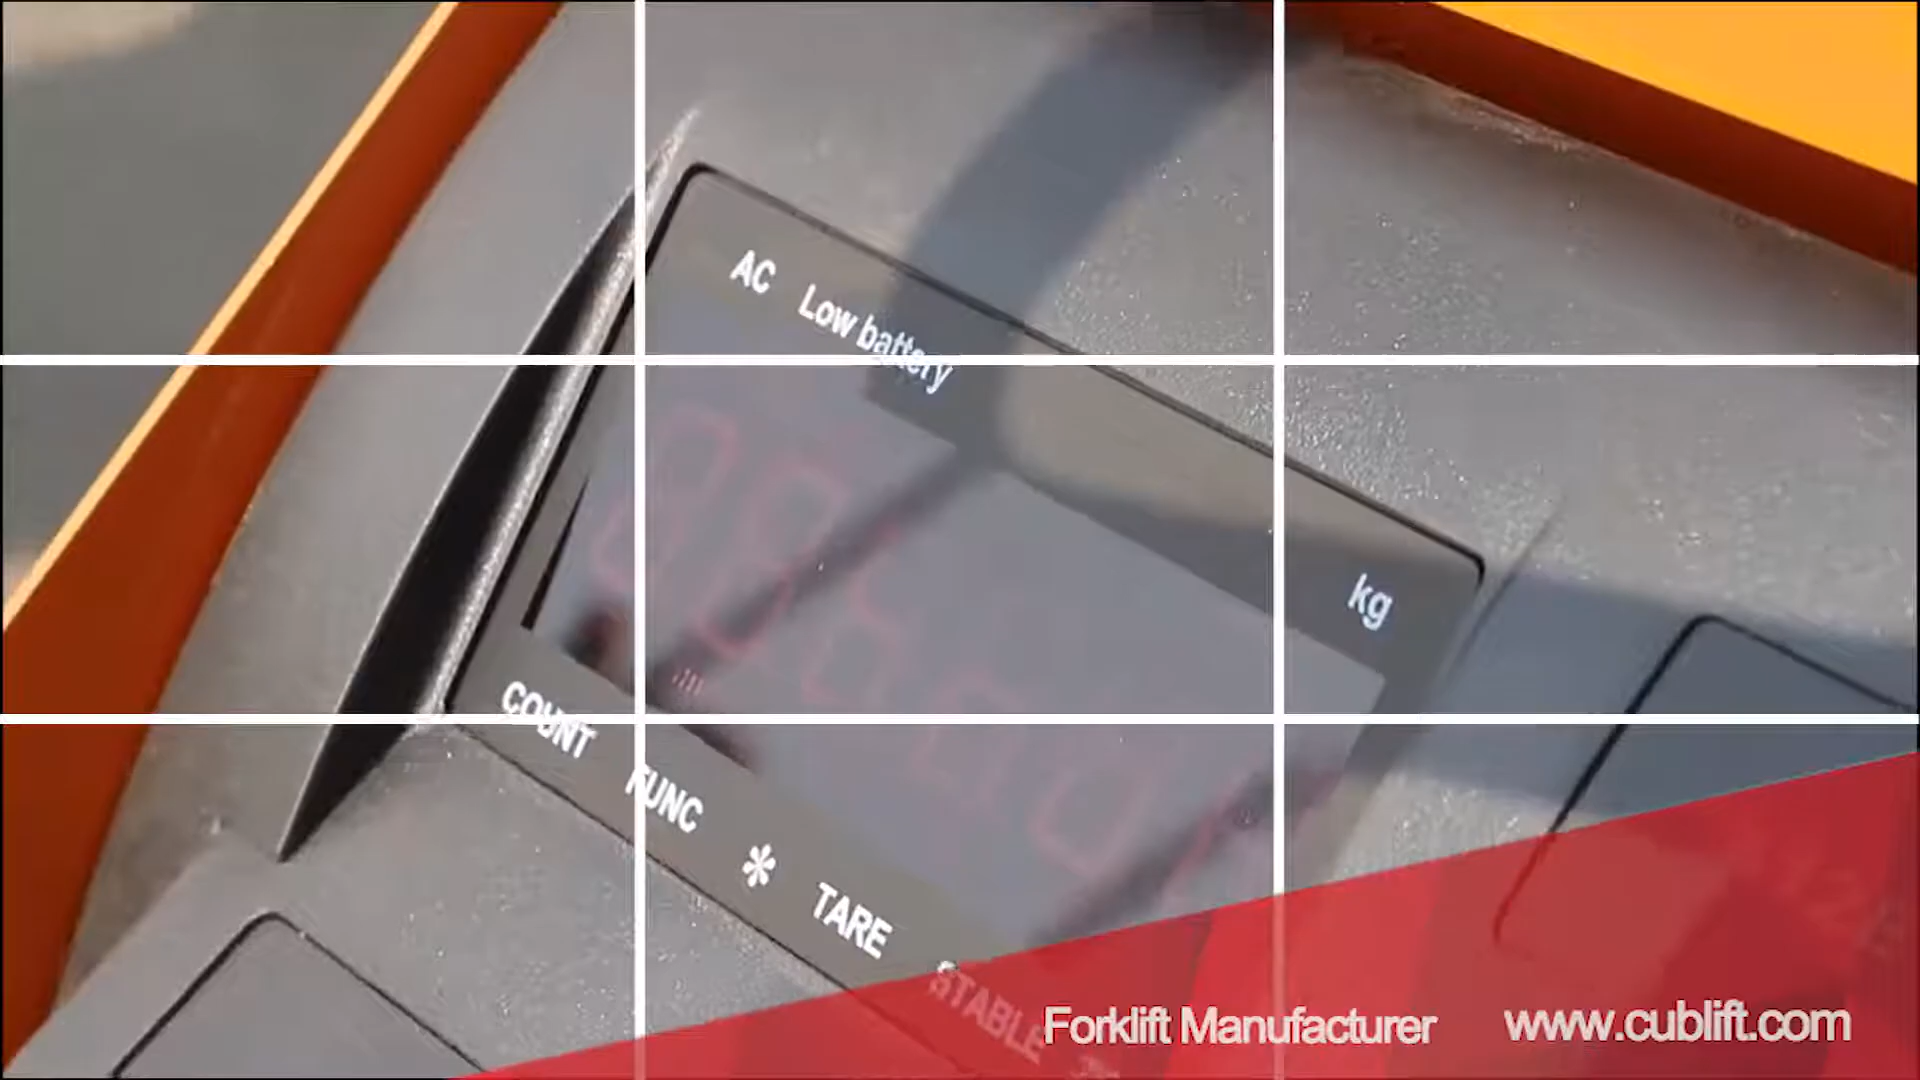 AC Low battery
kg
COUNT FUNC * TARE STABLE
Forklift Manufacturer www.cublift.com